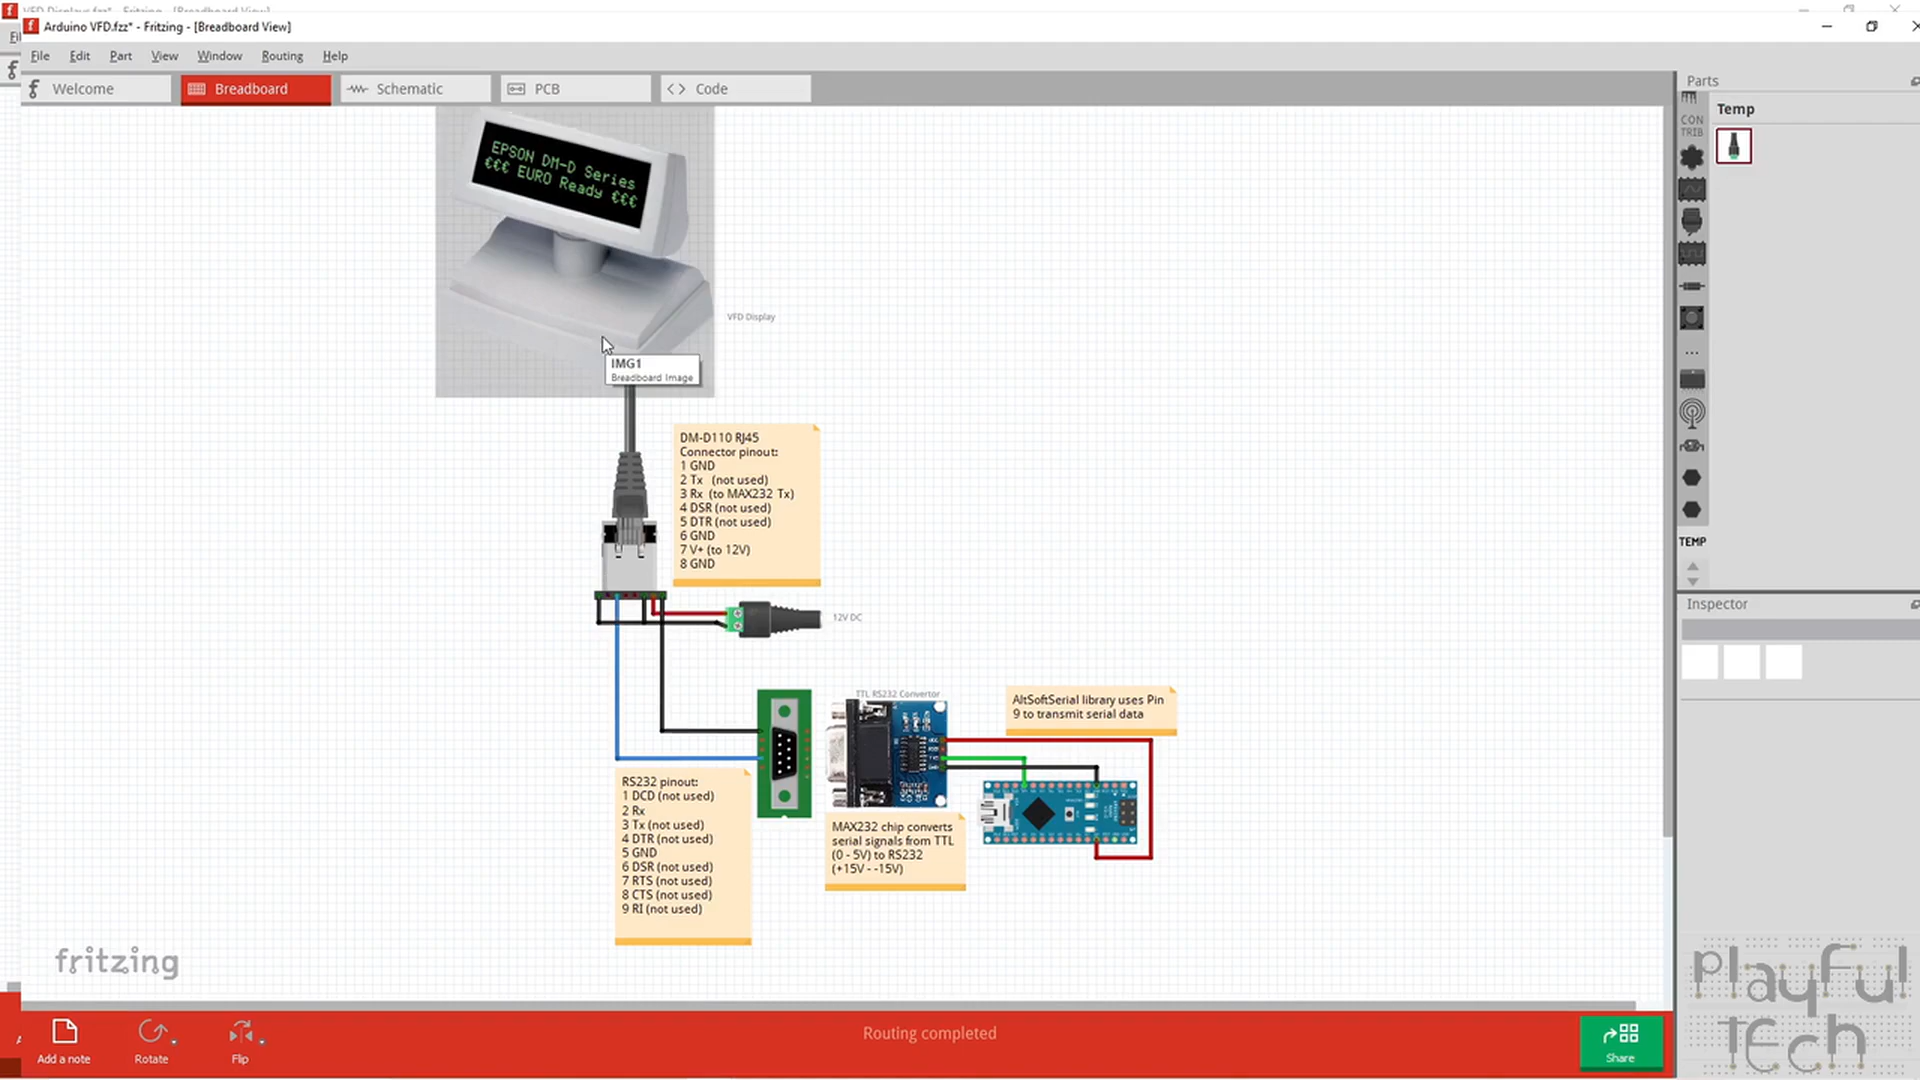 VFD Displays.fzz* - Fritzing - [Breadboard View]
Arduino VFD.fzz* - Fritzing - [Breadboard View]
File Edit Part View Window Routing Help
Welcome
Breadboard
Schematic
PCB
Code
Parts
CON
TRIB
Temp
TEMP
Inspector
EPSON DM-D Series
€€€ EURO Ready €€€
VFD Display
IMG1
Breadboard Image
DM-D110 RJ45
Connector pinout:
1 GND
2 Tx (not used)
3 Rx (to MAX232 Tx)
4 DSR (not used)
5 DTR (not used)
6 GND
7 V+ (to 12V)
8 GND
12V DC
TTL RS232 Convertor
AltSoftSerial library uses Pin
9 to transmit serial data
RS232 pinout:
1 DCD (not used)
2 Rx
3 Tx (not used)
4 DTR (not used)
5 GND
6 DSR (not used)
7 RTS (not used)
8 CTS (not used)
9 RI (not used)
MAX232 chip converts
serial signals from TTL
(0 - 5V) to RS232
(+15V - -15V)
fritzing
Add a note
Rotate
Flip
Routing completed
Share
Playful
Tech